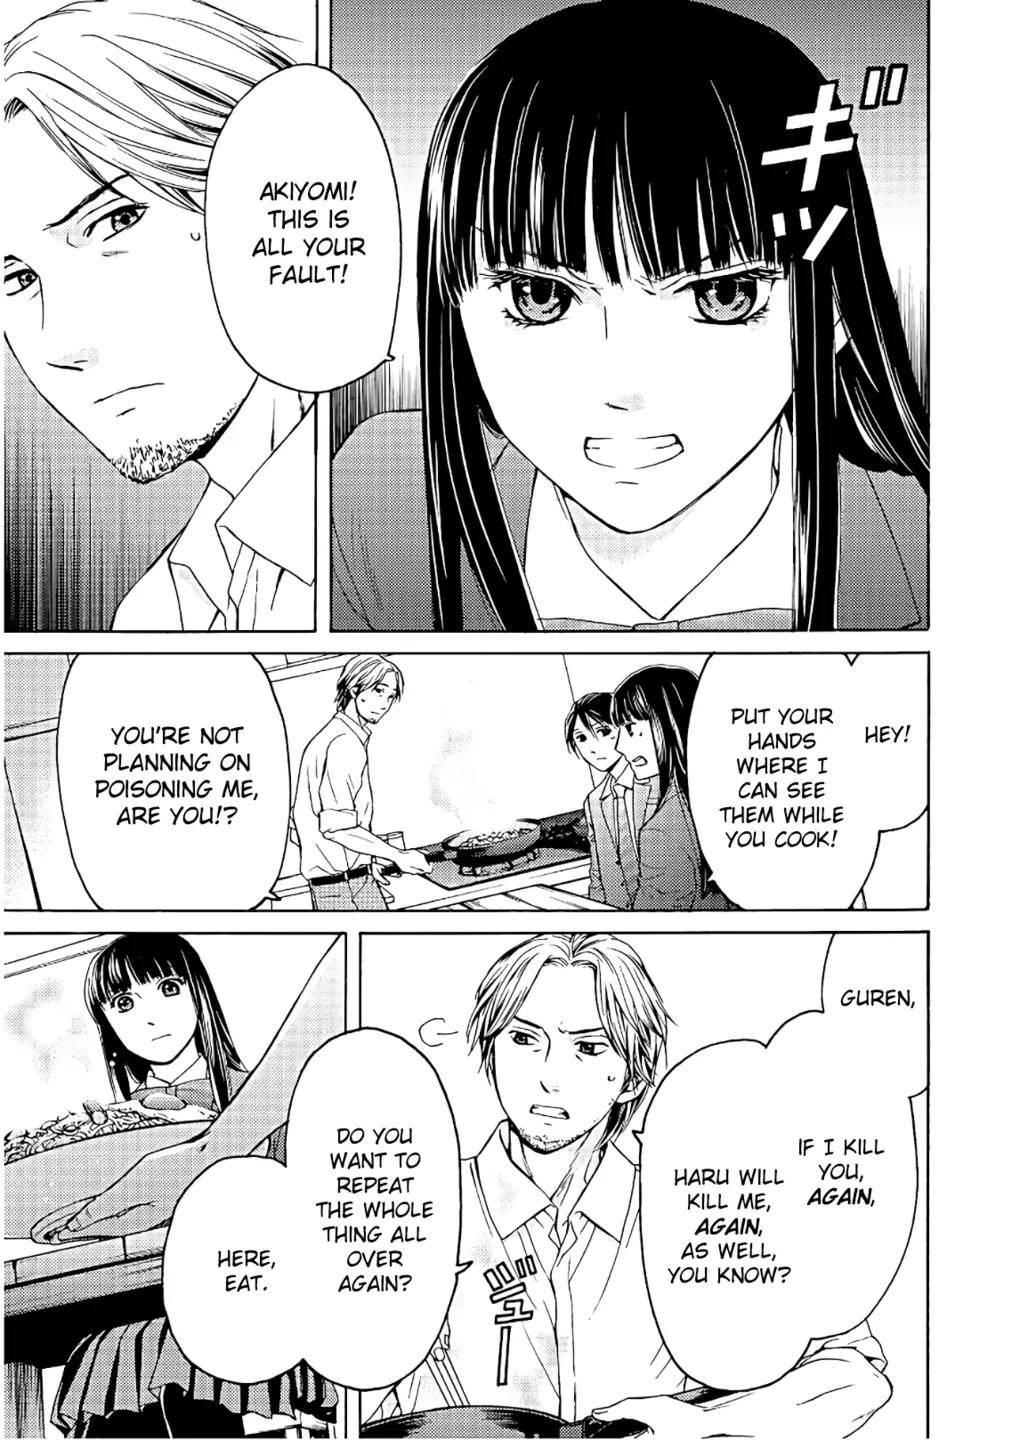 ギッ
AKIYOMI!
THIS IS
ALL YOUR
FAULT!
HEY!
PUT YOUR
HANDS
WHERE I
CAN SEE
THEM WHILE
YOU COOK!
YOU'RE NOT
PLANNING ON
POISONING ME,
ARE YOU!?
GUREN,
IF I KILL
YOU,
AGAIN,
HARU WILL
KILL ME,
AGAIN,
AS WELL,
YOU KNOW?
ジュー
DO YOU
WANT TO
REPEAT
THE WHOLE
THING ALL
OVER
AGAIN?
HERE,
EAT.